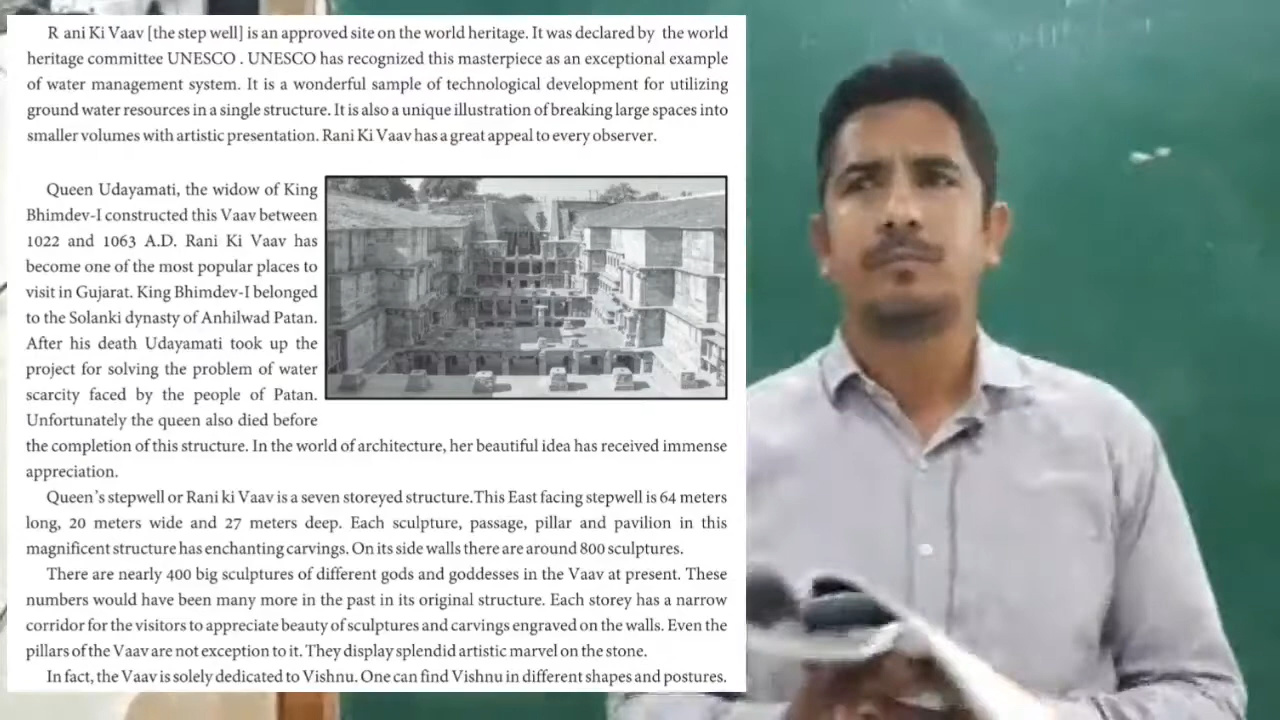 R ani Ki Vaav [the step well] is an approved site on the world heritage. It was declared by the world
heritage committee UNESCO . UNESCO has recognized this masterpiece as an exceptional example
of water management system. It is a wonderful sample of technological development for utilizing
ground water resources in a single structure. It is also a unique illustration of breaking large spaces into
smaller volumes with artistic presentation. Rani Ki Vaav has a great appeal to every observer.
Queen Udayamati, the widow of King
Bhimdev-I constructed this Vaav between
1022 and 1063 A.D. Rani Ki Vaav has
become one of the most popular places to
visit in Gujarat. King Bhimdev-I belonged
to the Solanki dynasty of Anhilwad Patan.
After his death Udayamati took up the
project for solving the problem of water
scarcity faced by the people of Patan.
Unfortunately the queen also died before
the completion of this structure. In the world of architecture, her beautiful idea has received immense
appreciation.
Queen's stepwell or Rani ki Vaav is a seven storeyed structure.This East facing stepwell is 64 meters
long, 20 meters wide and 27 meters deep. Each sculpture, passage, pillar and pavilion in this
magnificent structure has enchanting carvings. On its side walls there are around 800 sculptures.
There are nearly 400 big sculptures of different gods and goddesses in the Vaav at present. These
numbers would have been many more in the past in its original structure. Each storey has a narrow
corridor for the visitors to appreciate beauty of sculptures and carvings engraved on the walls. Even the
pillars of the Vaav are not exception to it. They display splendid artistic marvel on the stone.
In fact, the Vaav is solely dedicated to Vishnu. One can find Vishnu in different shapes and postures.